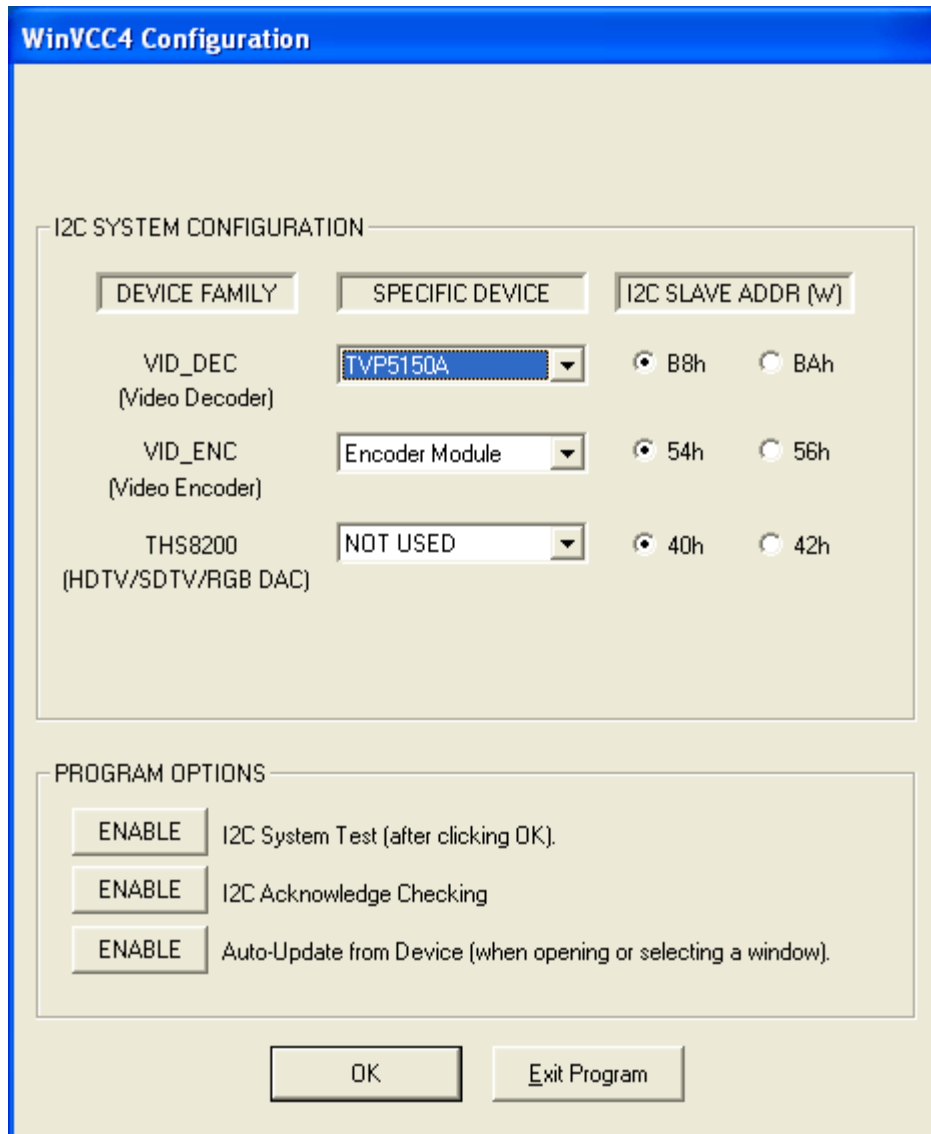 WinVCC4 Configuration
I2C SYSTEM CONFIGURATION
DEVICE FAMILY SPECIFIC DEVICE I2C SLAVE ADDR (W)
VID_DEC TVP5150A B8h BAh
(Video Decoder)
VID_ENC Encoder Module 54h 56h
(Video Encoder)
THS8200 NOT USED 40h 42h
(HDTV/SDTV/RGB DAC)
PROGRAM OPTIONS
ENABLE I2C System Test (after clicking OK).
ENABLE I2C Acknowledge Checking
ENABLE Auto-Update from Device (when opening or selecting a window).
OK Exit Program